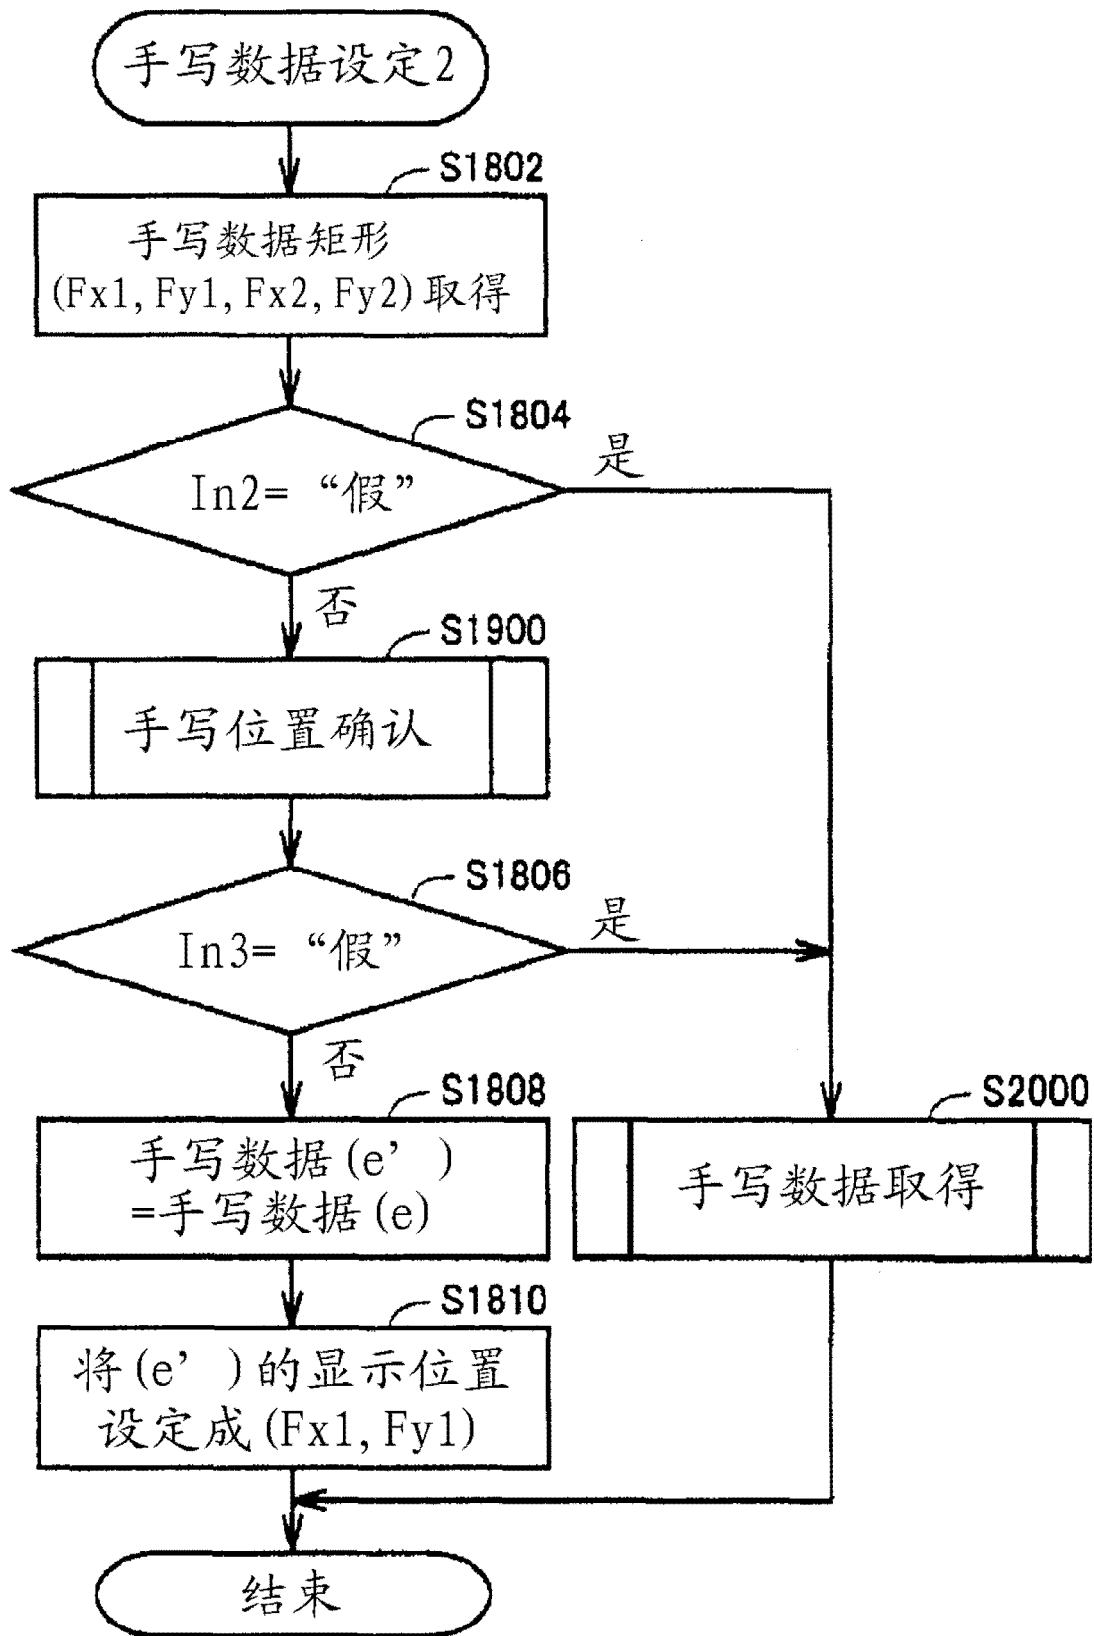 手写数据设定2
S1802
手写数据矩形
(Fx1, Fy1, Fx2, Fy2)取得
S1804
是
In2= “假”
否
S1900
手写位置确认
S1806
是
In3= “假”
否
S1808
S2000
手写数据(e’ )
=手写数据(e)
手写数据取得
S1810
将(e’ )的显示位置
设定成(Fx1, Fy1)
结束